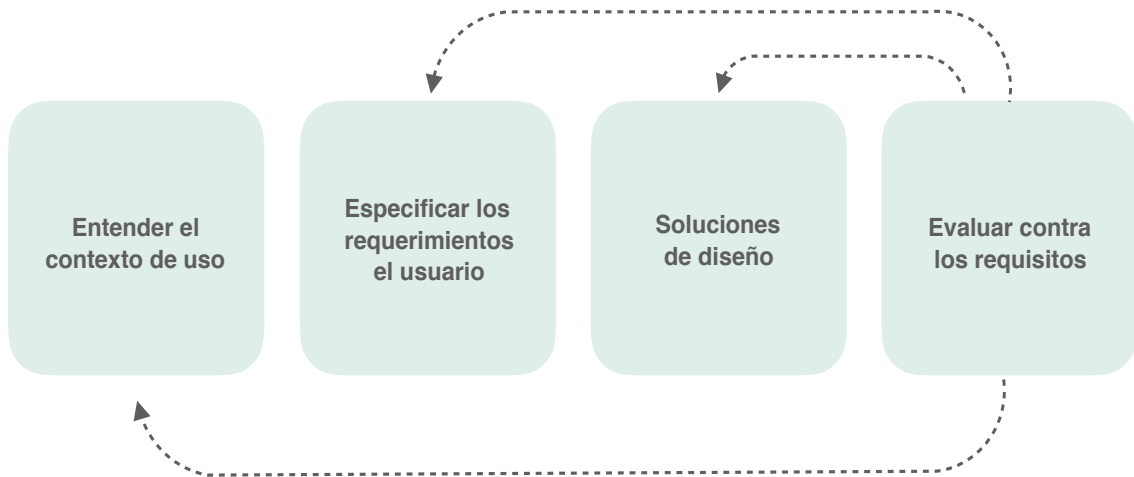 Entender el
contexto de uso
Especificar los
requerimientos
el usuario
Soluciones
de diseño
Evaluar contra
los requisitos